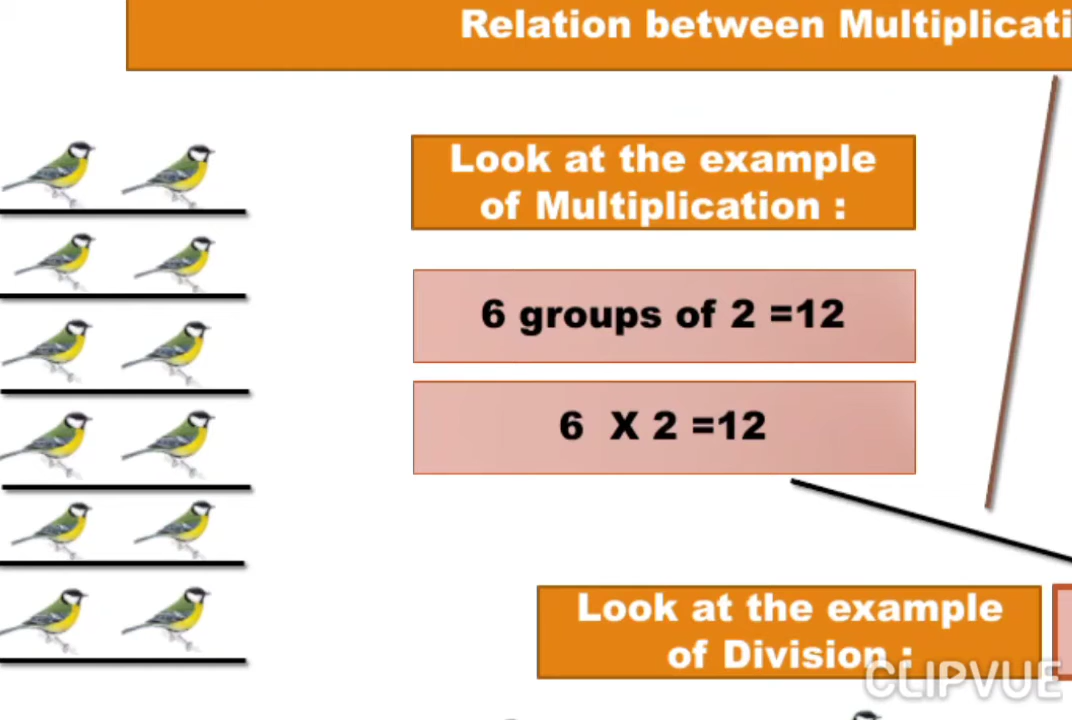 Relation between Multiplicati
Look at the example
of Multiplication :
6 groups of 2 =12
6 X 2 =12
Look at the example
of Division :
CLIPVUE